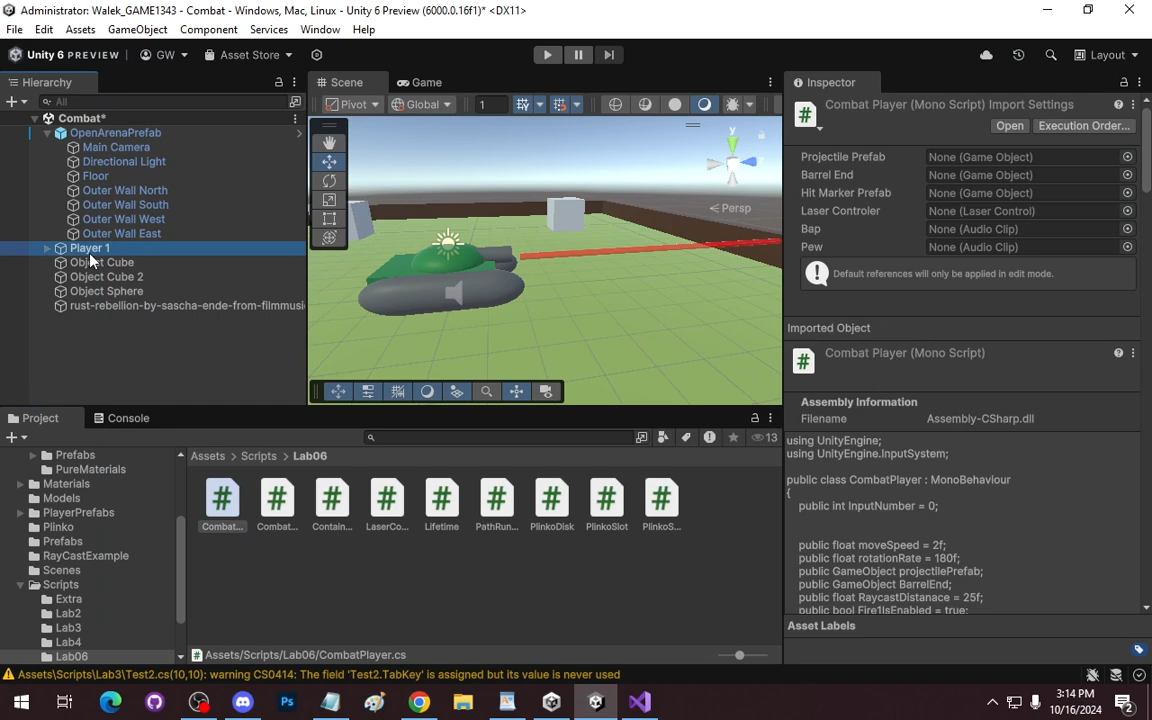 Administrator: Walek_GAME1343 - Combat - Windows, Mac, Linux - Unity 6 Preview (6000.0.16f1)* <DX11>
File Edit Assets GameObject Component Services Window Help
Unity 6 PREVIEW GW Asset Store Layout
Hierarchy
All
Combat*
OpenArenaPrefab
Main Camera
Directional Light
Floor
Outer Wall North
Outer Wall South
Outer Wall West
Outer Wall East
Player 1
Object Cube
Object Cube 2
Object Sphere
rust-rebellion-by-sascha-ende-from-filmmusi
Scene Game
Pivot Global 1
y
z
Persp
Inspector
Combat Player (Mono Script) Import Settings
Open Execution Order...
Projectile Prefab None (Game Object)
Barrel End None (Game Object)
Hit Marker Prefab None (Game Object)
Laser Controler None (Laser Control)
Bap None (Audio Clip)
Pew None (Audio Clip)
Default references will only be applied in edit mode.
Imported Object
Combat Player (Mono Script)
Assembly Information
Filename Assembly-CSharp.dll
using UnityEngine;
using UnityEngine.InputSystem;
public class CombatPlayer : MonoBehaviour
{
public int InputNumber = 0;
public float moveSpeed = 2f;
public float rotationRate = 180f;
public GameObject projectilePrefab;
public GameObject BarrelEnd;
public float RaycastDistanace = 25f;
public bool Fire1IsEnabled = true;
Asset Labels
Project Console
13
Prefabs
PureMaterials
Materials
Models
PlayerPrefabs
Plinko
Prefabs
RayCastExample
Scenes
Scripts
Extra
Lab2
Lab3
Lab4
Lab06
Assets > Scripts > Lab06
Combat... Combat... Contain... LaserCo... Lifetime PathRun... PlinkoDisk PlinkoSlot PlinkoS...
Assets/Scripts/Lab06/CombatPlayer.cs
Assets\Scripts\Lab3\Test2.cs(10,10): warning CS0414: The field 'Test2.TabKey' is assigned but its value is never used
Ps
3:14 PM
10/16/2024
2